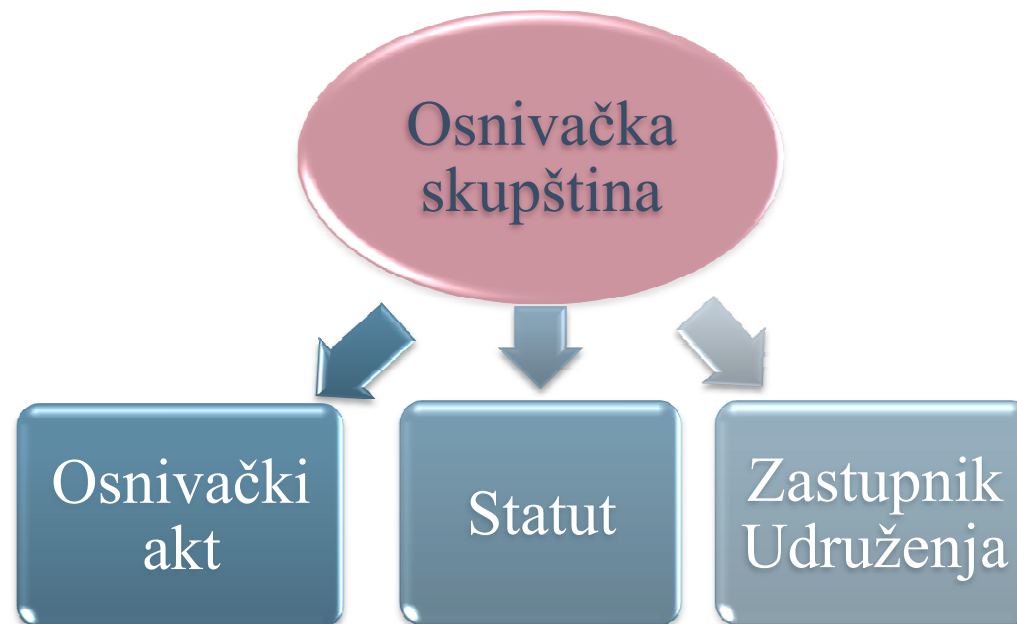 Osnivačka
skupština
Osnivački
akt
Statut
Zastupnik
Udruženja